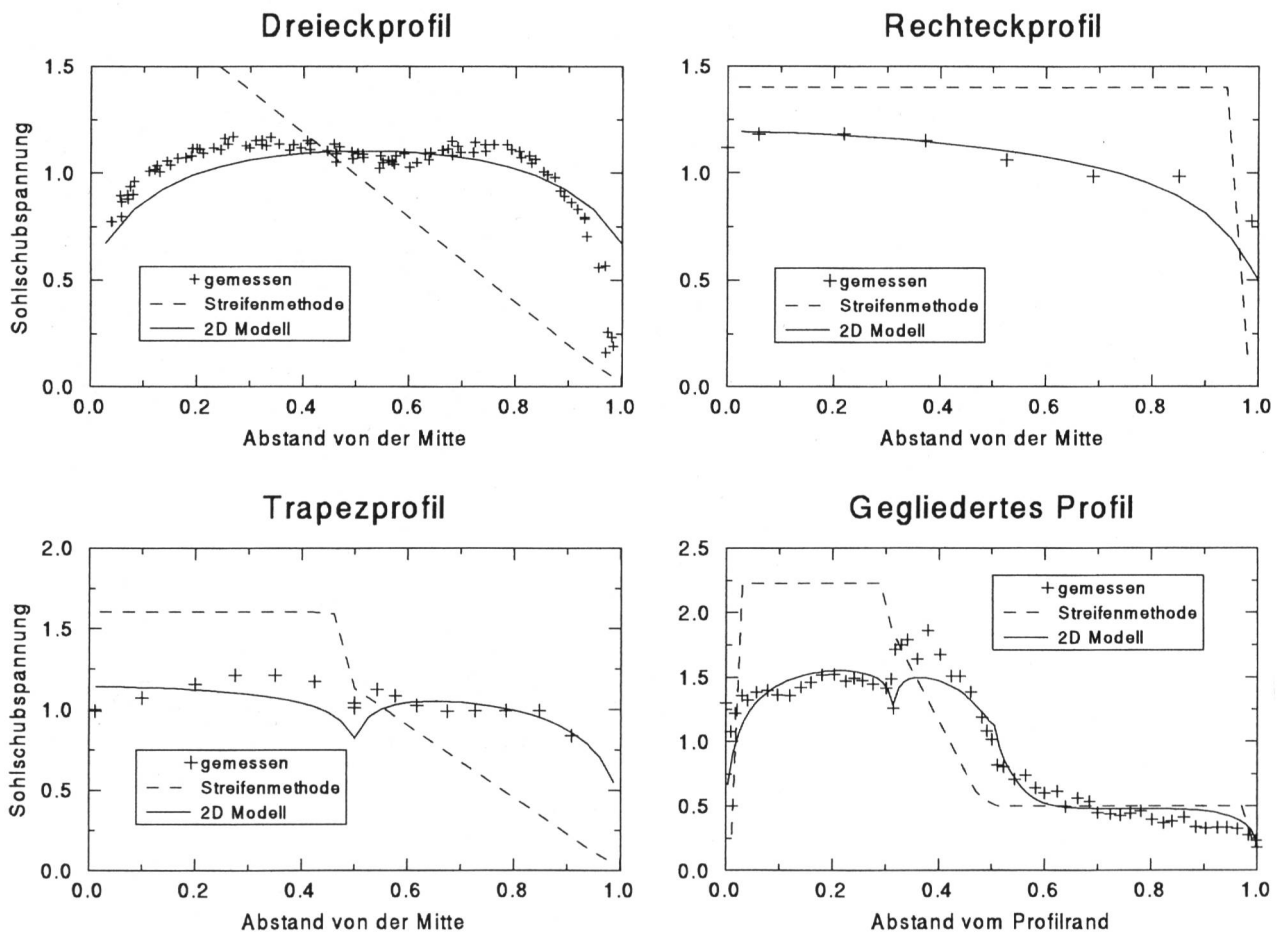 Dreieckprofil
Sohlschubspannung
1.5
1.0
0.5
0.0
+ gemessen
- - Streifenmethode
— 2D Modell
0.0 0.2 0.4 0.6 0.8 1.0
Abstand von der Mitte
Rechteckprofil
1.5
1.0
0.5
0.0
+ gemessen
- - Streifenmethode
— 2D Modell
0.0 0.2 0.4 0.6 0.8 1.0
Abstand von der Mitte
Trapezprofil
Sohlschubspannung
2.0
1.5
1.0
0.5
0.0
+ gemessen
- - Streifenmethode
— 2D Modell
0.0 0.2 0.4 0.6 0.8 1.0
Abstand von der Mitte
Gegliedertes Profil
2.5
2.0
1.5
1.0
0.5
0.0
+ gemessen
- - Streifenmethode
— 2D Modell
0.0 0.2 0.4 0.6 0.8 1.0
Abstand vom Profilrand